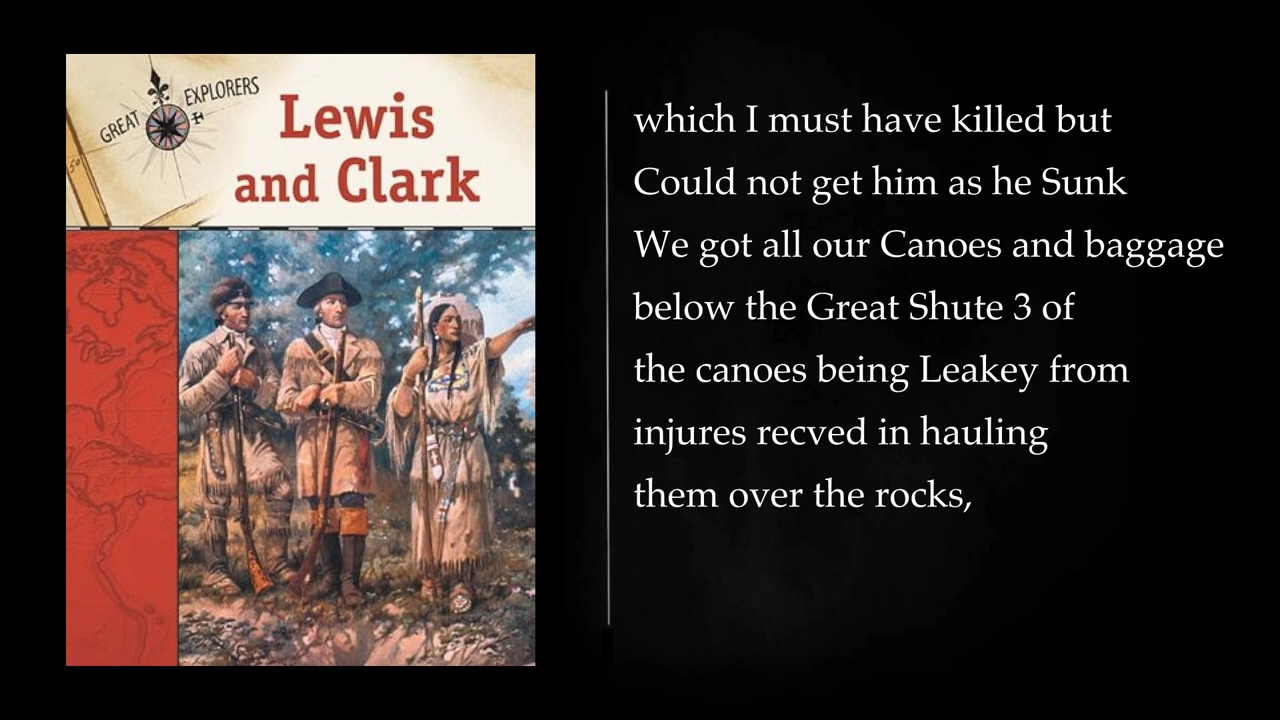 GREAT EXPLORERS
Lewis
and Clark
which I must have killed but
Could not get him as he Sunk
We got all our Canoes and baggage
below the Great Shute 3 of
the canoes being Leakey from
injures recved in hauling
them over the rocks,